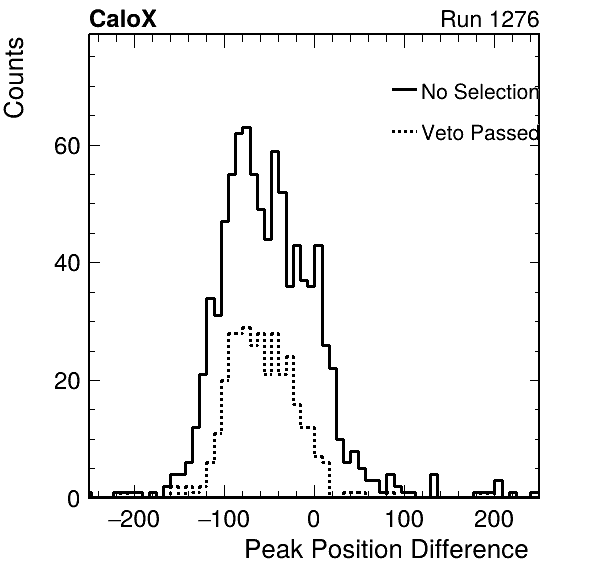 CaloX Run 1276
Counts
No Selection
Veto Passed
60
40
20
0
−200 −100 0 100 200
Peak Position Difference